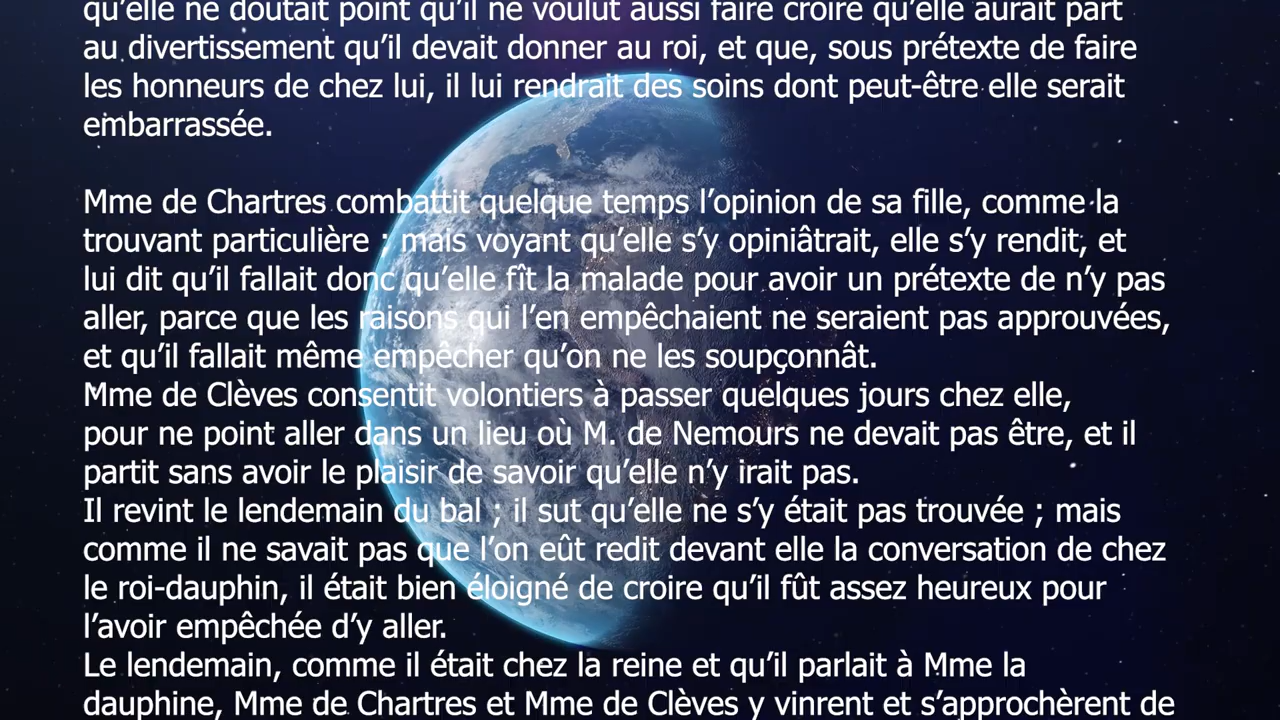 qu’elle ne doutait point qu’il ne voulut aussi faire croire qu’elle aurait part
au divertissement qu’il devait donner au roi, et que, sous prétexte de faire
les honneurs de chez lui, il lui rendrait des soins dont peut-être elle serait
embarrassée.
Mme de Chartres combattit quelque temps l’opinion de sa fille, comme la
trouvant particulière ; mais voyant qu’elle s’y opiniâtrait, elle s’y rendit, et
lui dit qu’il fallait donc qu’elle fît la malade pour avoir un prétexte de n’y pas
aller, parce que les raisons qui l’en empêchaient ne seraient pas approuvées,
et qu’il fallait même empêcher qu’on ne les soupçonnât.
Mme de Clèves consentit volontiers à passer quelques jours chez elle,
pour ne point aller dans un lieu où M. de Nemours ne devait pas être, et il
partit sans avoir le plaisir de savoir qu’elle n’y irait pas.
Il revint le lendemain du bal ; il sut qu’elle ne s’y était pas trouvée ; mais
comme il ne savait pas que l’on eût redit devant elle la conversation de chez
le roi-dauphin, il était bien éloigné de croire qu’il fût assez heureux pour
l’avoir empêchée d’y aller.
Le lendemain, comme il était chez la reine et qu’il parlait à Mme la
dauphine, Mme de Chartres et Mme de Clèves y vinrent et s’approchèrent de